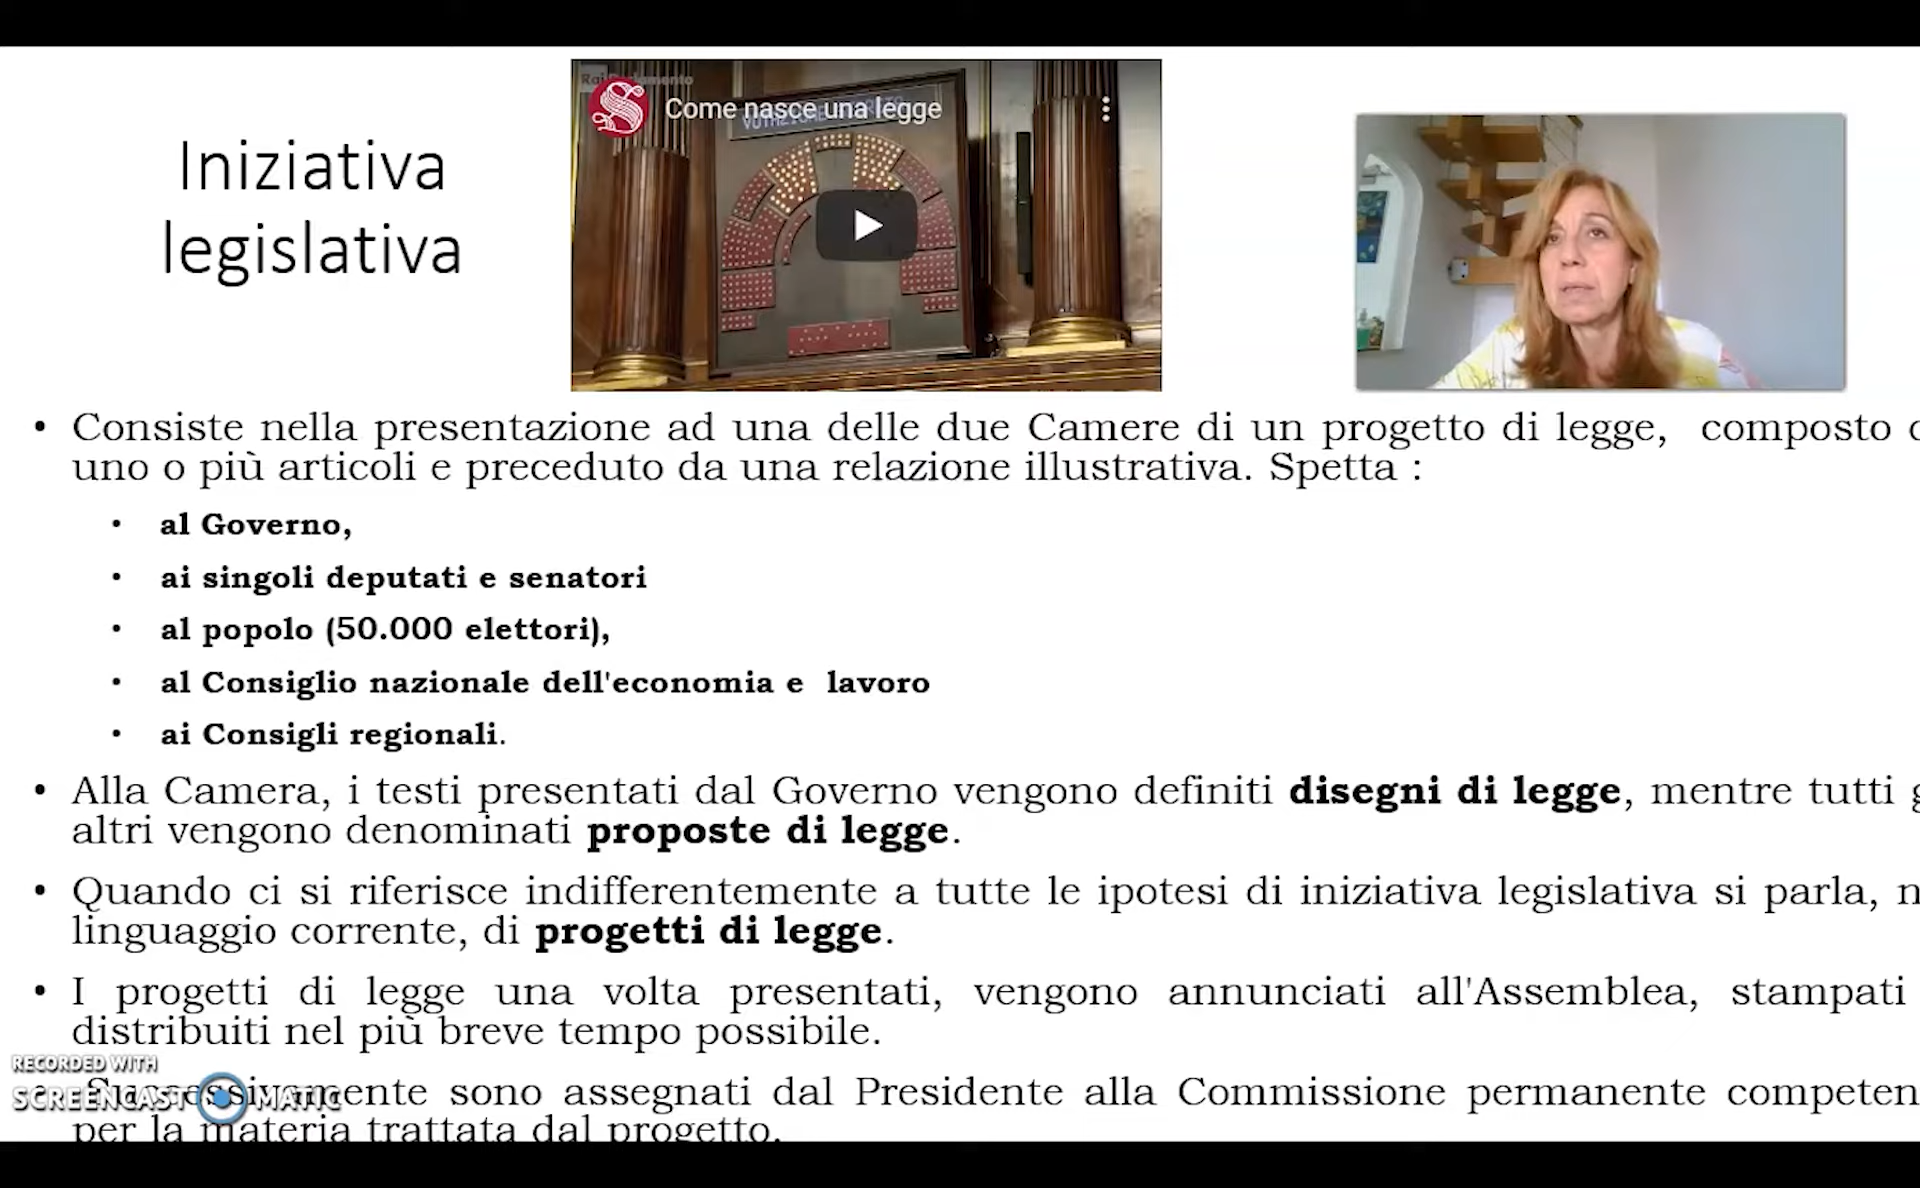 Iniziativa
legislativa
Rai Parlamento
Come nasce una legge
• Consiste nella presentazione ad una delle due Camere di un progetto di legge, composto
uno o più articoli e preceduto da una relazione illustrativa. Spetta :
• al Governo,
• ai singoli deputati e senatori
• al popolo (50.000 elettori),
• al Consiglio nazionale dell'economia e lavoro
• ai Consigli regionali.
• Alla Camera, i testi presentati dal Governo vengono definiti disegni di legge, mentre tutti
altri vengono denominati proposte di legge.
• Quando ci si riferisce indifferentemente a tutte le ipotesi di iniziativa legislativa si parla,
linguaggio corrente, di progetti di legge.
• I progetti di legge una volta presentati, vengono annunciati all'Assemblea, stampati
distribuiti nel più breve tempo possibile.
RECORDED WITH
SCREENCAST MATIC
• Successivamente sono assegnati dal Presidente alla Commissione permanente competen
per la materia trattata dal progetto.